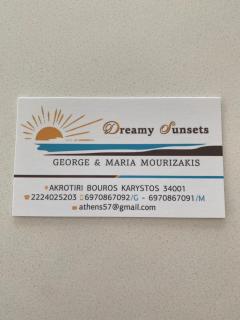 Dreamy Sunsets
GEORGE & MARIA MOURIZAKIS
AKROTIRI BOUROS KARYSTOS 34001
2224025203 6970867092/G - 6970867091/M
athens57@gmail.com